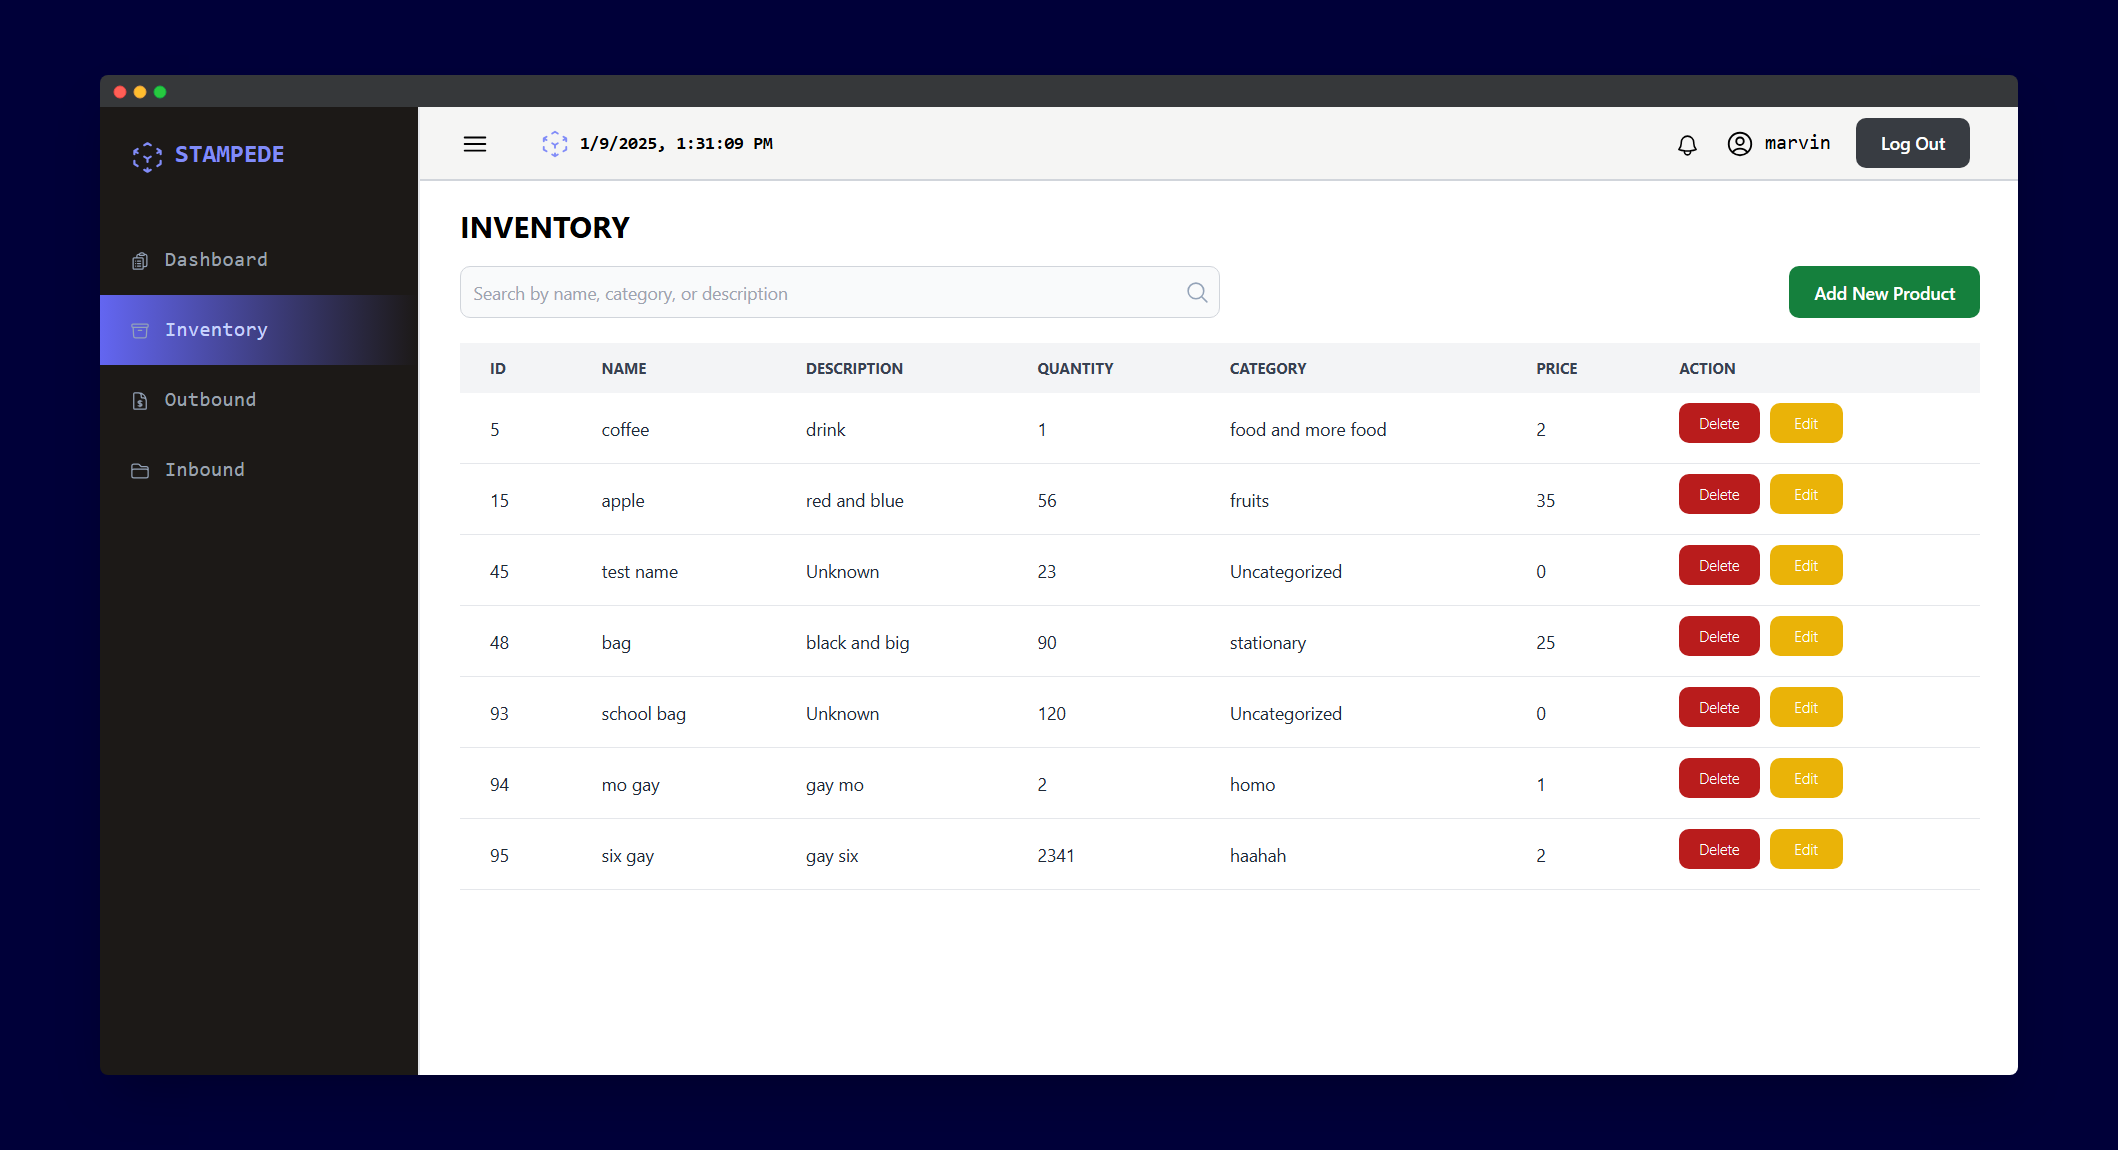 STAMPEDE
1/9/2025, 1:31:09 PM
marvin
Log Out
Dashboard
Inventory
Outbound
Inbound
INVENTORY
Search by name, category, or description
Add New Product
ID NAME DESCRIPTION QUANTITY CATEGORY PRICE ACTION
5 coffee drink 1 food and more food 2 Delete Edit
15 apple red and blue 56 fruits 35 Delete Edit
45 test name Unknown 23 Uncategorized 0 Delete Edit
48 bag black and big 90 stationary 25 Delete Edit
93 school bag Unknown 120 Uncategorized 0 Delete Edit
94 mo gay gay mo 2 homo 1 Delete Edit
95 six gay gay six 2341 haahah 2 Delete Edit